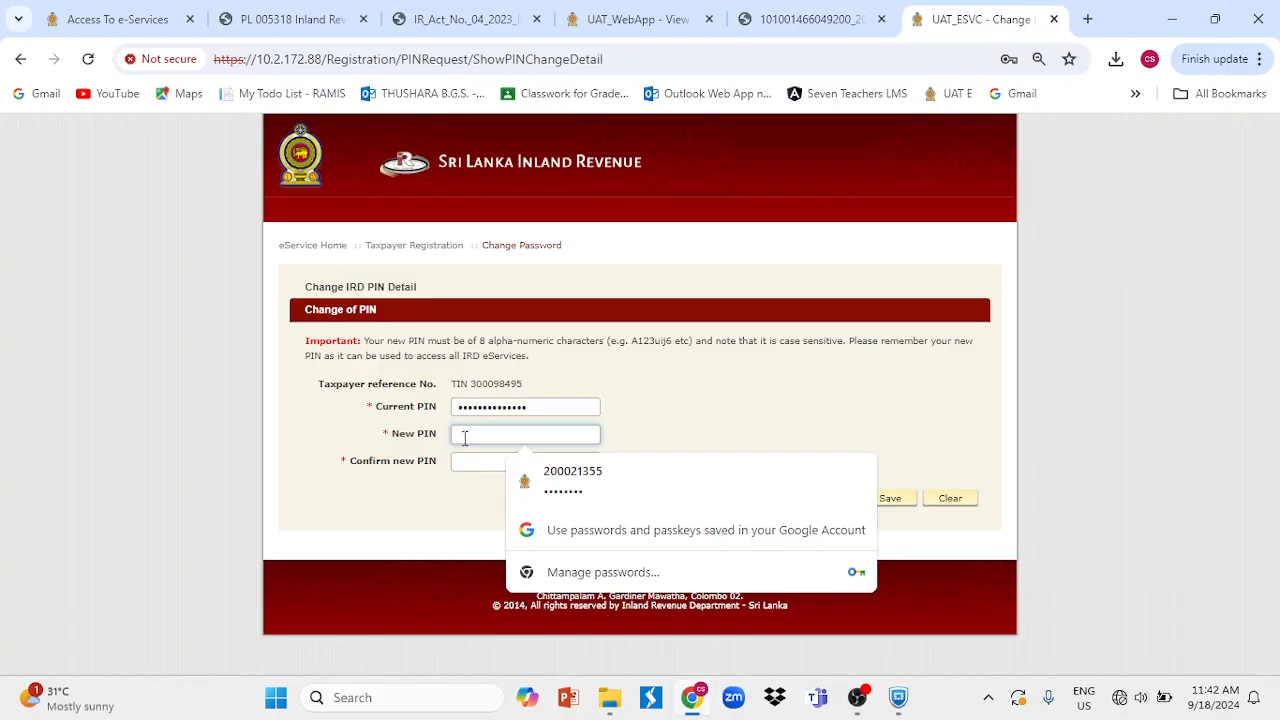 Access To e-Services
PL 005318 Inland Rev
IR_Act_No._04_2023_E
UAT_WebApp - View
101001466049200_20
UAT_ESVC - Change
Not secure
https://10.2.172.88/Registration/PINRequest/ShowPINChangeDetail
CS
Finish update
Gmail
YouTube
Maps
My Todo List - RAMIS
THUSHARA B.G.S. -...
Classwork for Grade...
Outlook Web App n...
Seven Teachers LMS
UAT E
Gmail
All Bookmarks
SRI LANKA INLAND REVENUE
eService Home :: Taxpayer Registration :: Change Password
Change IRD PIN Detail
Change of PIN
Important: Your new PIN must be of 8 alpha-numeric characters (e.g. A123uij6 etc) and note that it is case sensitive. Please remember your new
PIN as it can be used to access all IRD eServices.
Taxpayer reference No. TIN 300098495
* Current PIN ••••••••••••••
* New PIN
* Confirm new PIN
200021355
••••••••
Save
Clear
Use passwords and passkeys saved in your Google Account
Manage passwords...
Chittampalam A. Gardiner Mawatha, Colombo 02.
© 2014, All rights reserved by Inland Revenue Department - Sri Lanka
1
31°C
Mostly sunny
Search
CS
zm
ENG
US
11:42 AM
9/18/2024